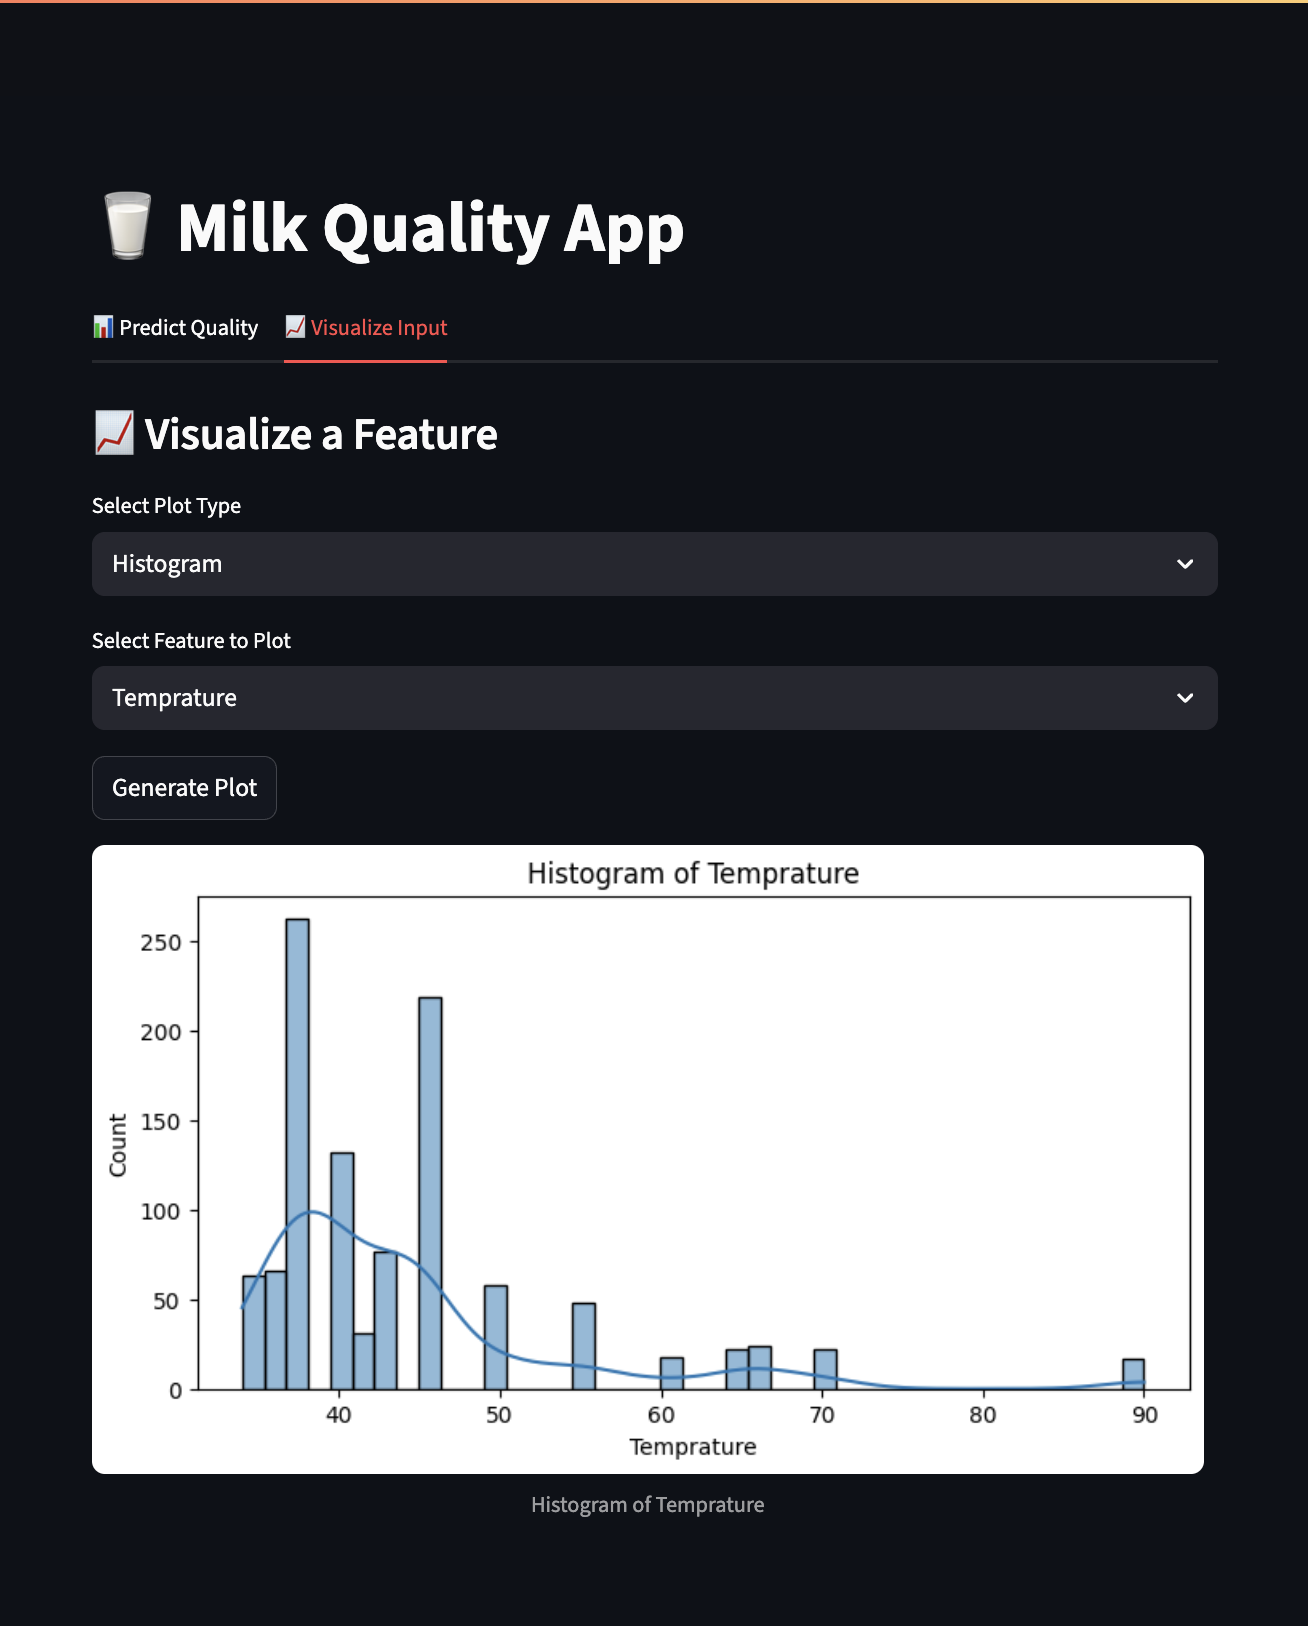 Milk Quality App
Predict Quality
Visualize Input
Visualize a Feature
Select Plot Type
Histogram
Select Feature to Plot
Temprature
Generate Plot
Histogram of Temprature
250
200
150
100
50
0
Count
40 50 60 70 80 90
Temprature
Histogram of Temprature